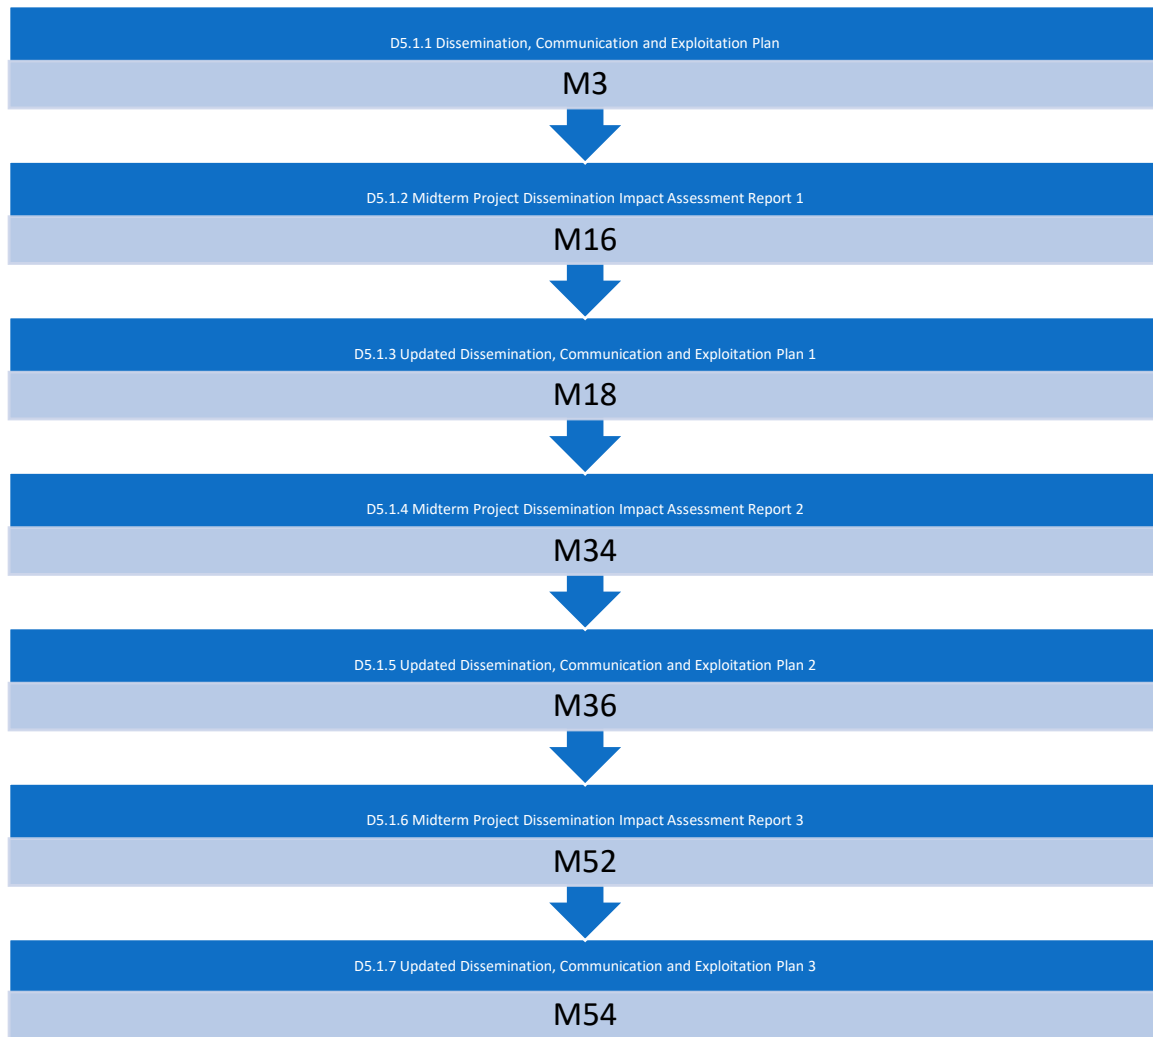 D5.1.1 Dissemination, Communication and Exploitation Plan
M3
D5.1.2 Midterm Project Dissemination Impact Assessment Report 1
M16
D5.1.3 Updated Dissemination, Communication and Exploitation Plan 1
M18
D5.1.4 Midterm Project Dissemination Impact Assessment Report 2
M34
D5.1.5 Updated Dissemination, Communication and Exploitation Plan 2
M36
D5.1.6 Midterm Project Dissemination Impact Assessment Report 3
M52
D5.1.7 Updated Dissemination, Communication and Exploitation Plan 3
M54